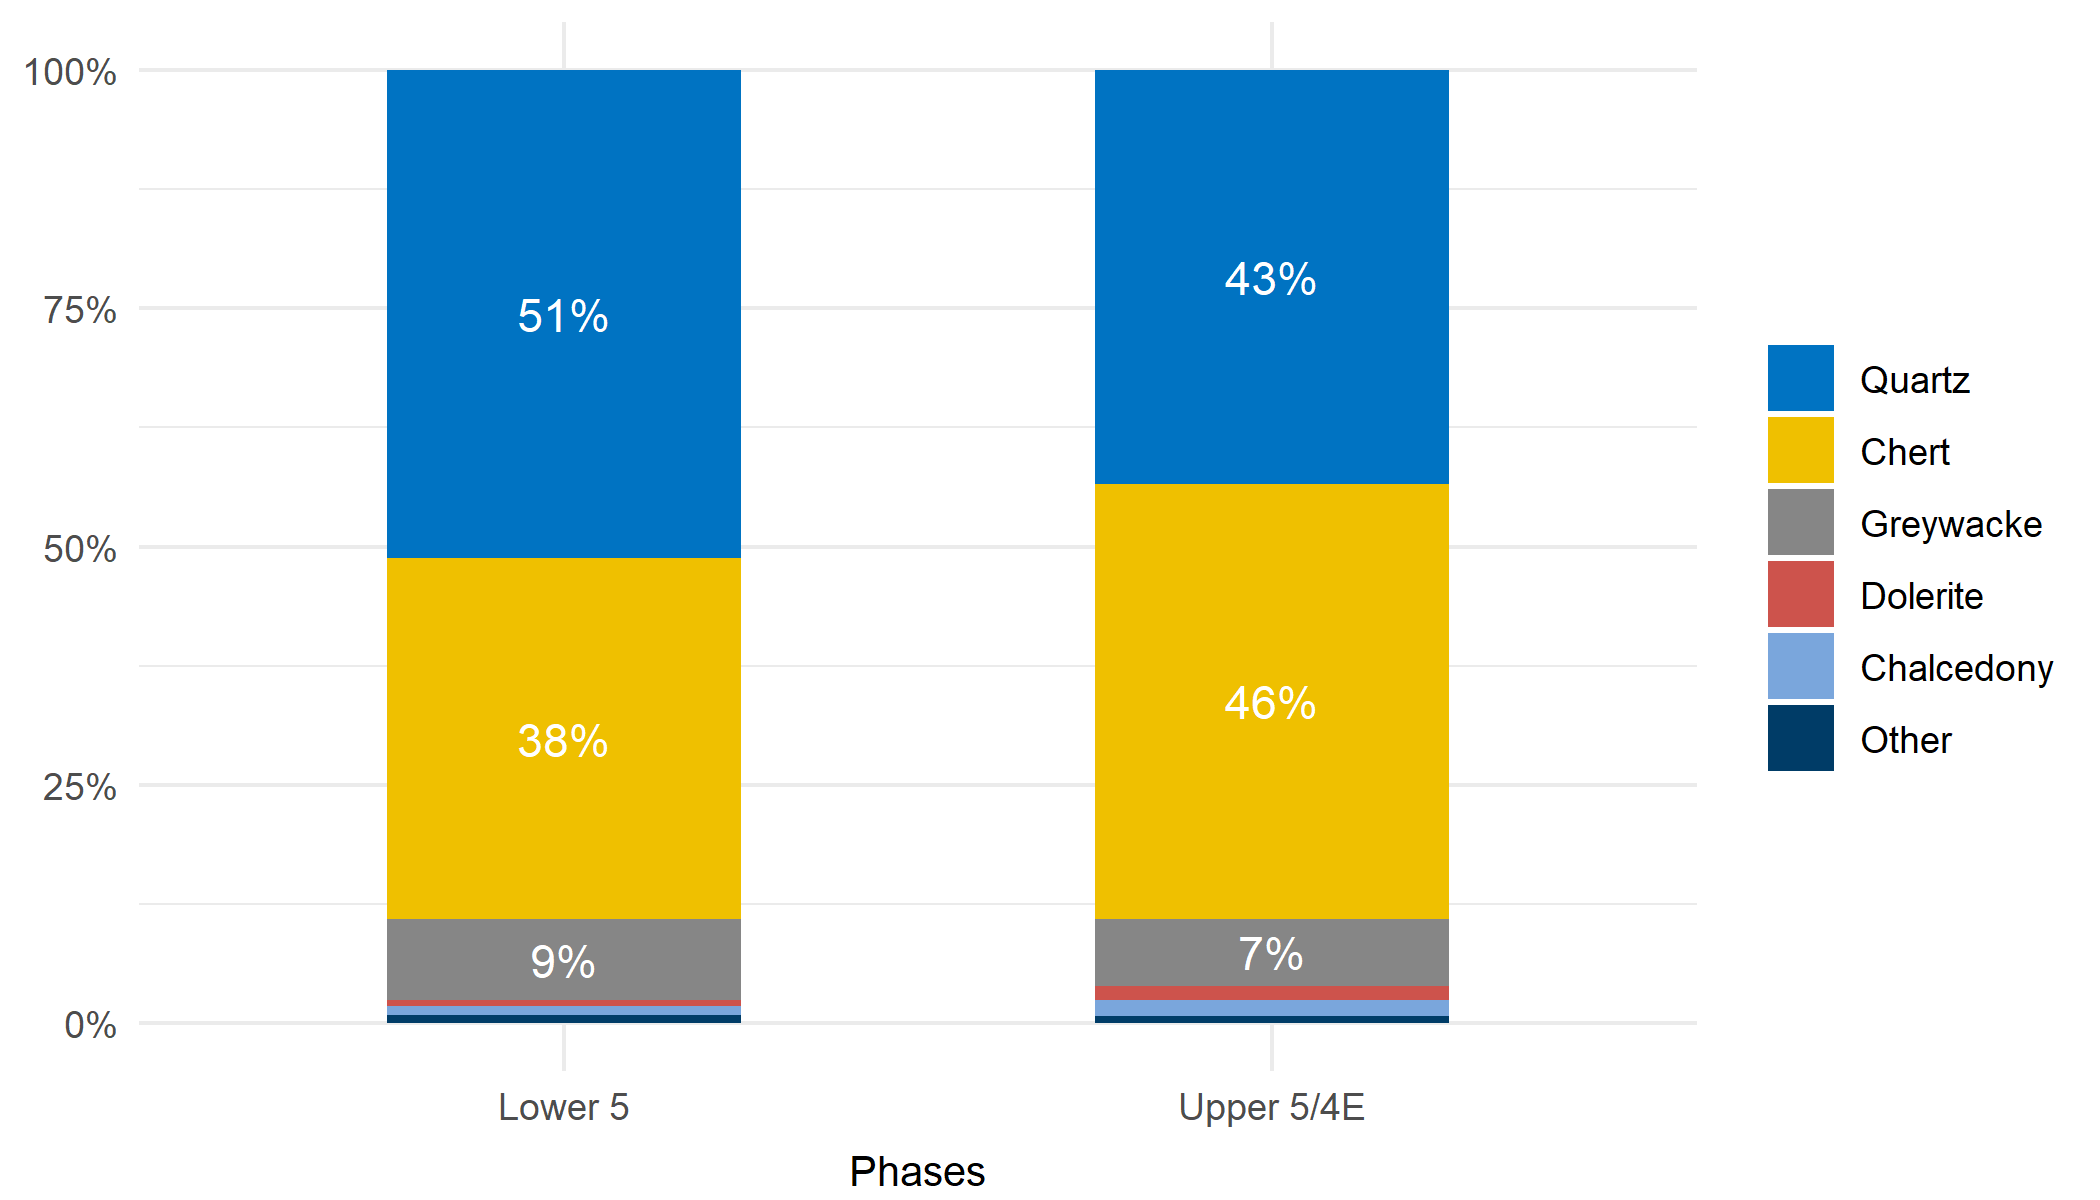 100%
75%
50%
25%
0%
51%
38%
9%
43%
46%
7%
Lower 5
Upper 5/4E
Phases
Quartz
Chert
Greywacke
Dolerite
Chalcedony
Other